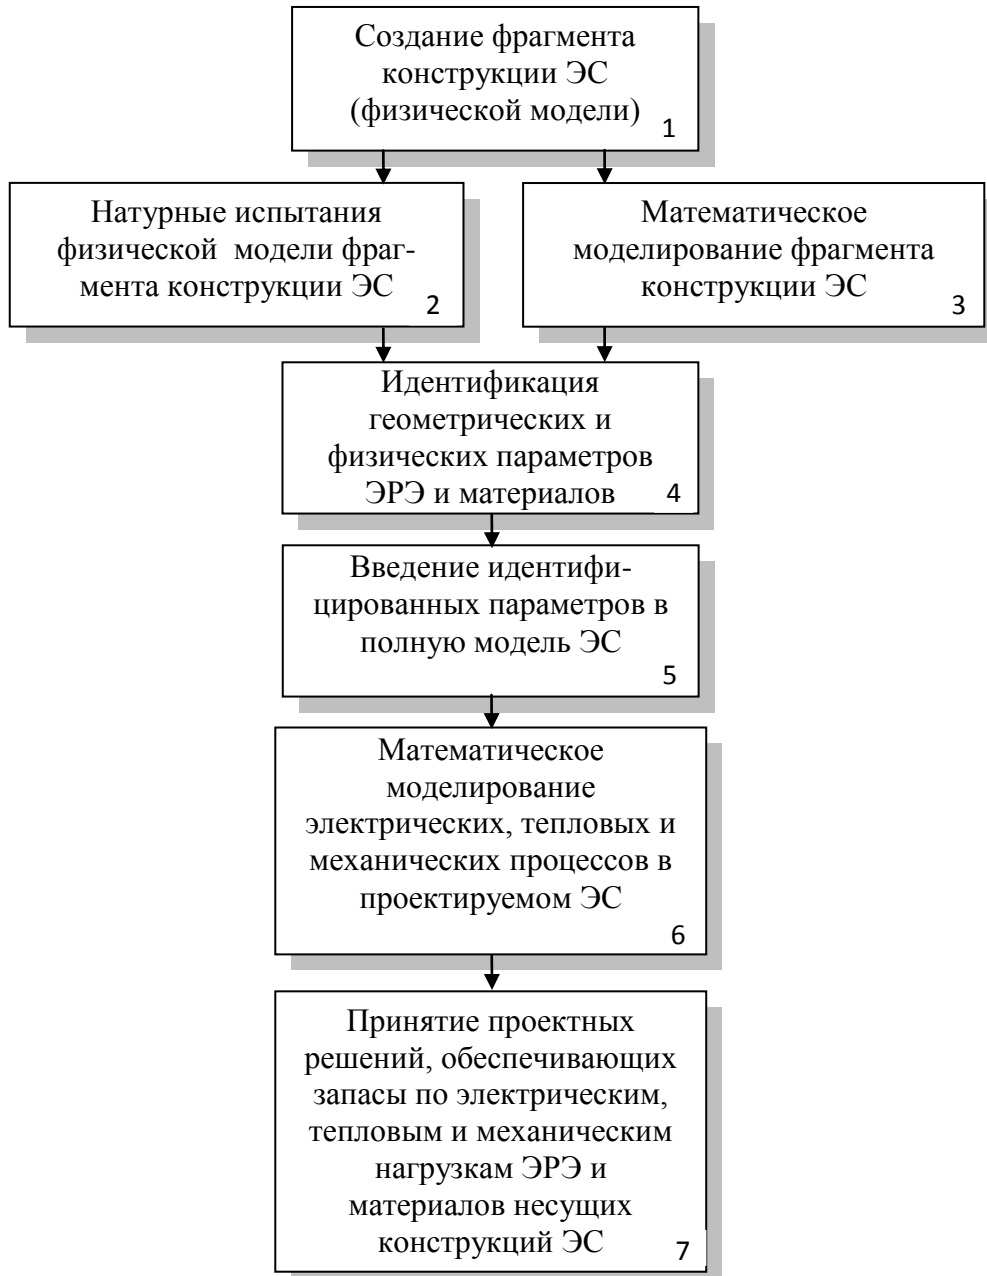 Создание фрагмента
конструкции ЭС
(физической модели)
1
Натурные испытания
физической модели фраг-
мента конструкции ЭС
2
Математическое
моделирование фрагмента
конструкции ЭС
3
Идентификация
геометрических и
физических параметров
ЭРЭ и материалов
4
Введение идентифи-
цированных параметров в
полную модель ЭС
5
Математическое
моделирование
электрических, тепловых и
механических процессов в
проектируемом ЭС
6
Принятие проектных
решений, обеспечивающих
запасы по электрическим,
тепловым и механическим
нагрузкам ЭРЭ и
материалов несущих
конструкций ЭС
7